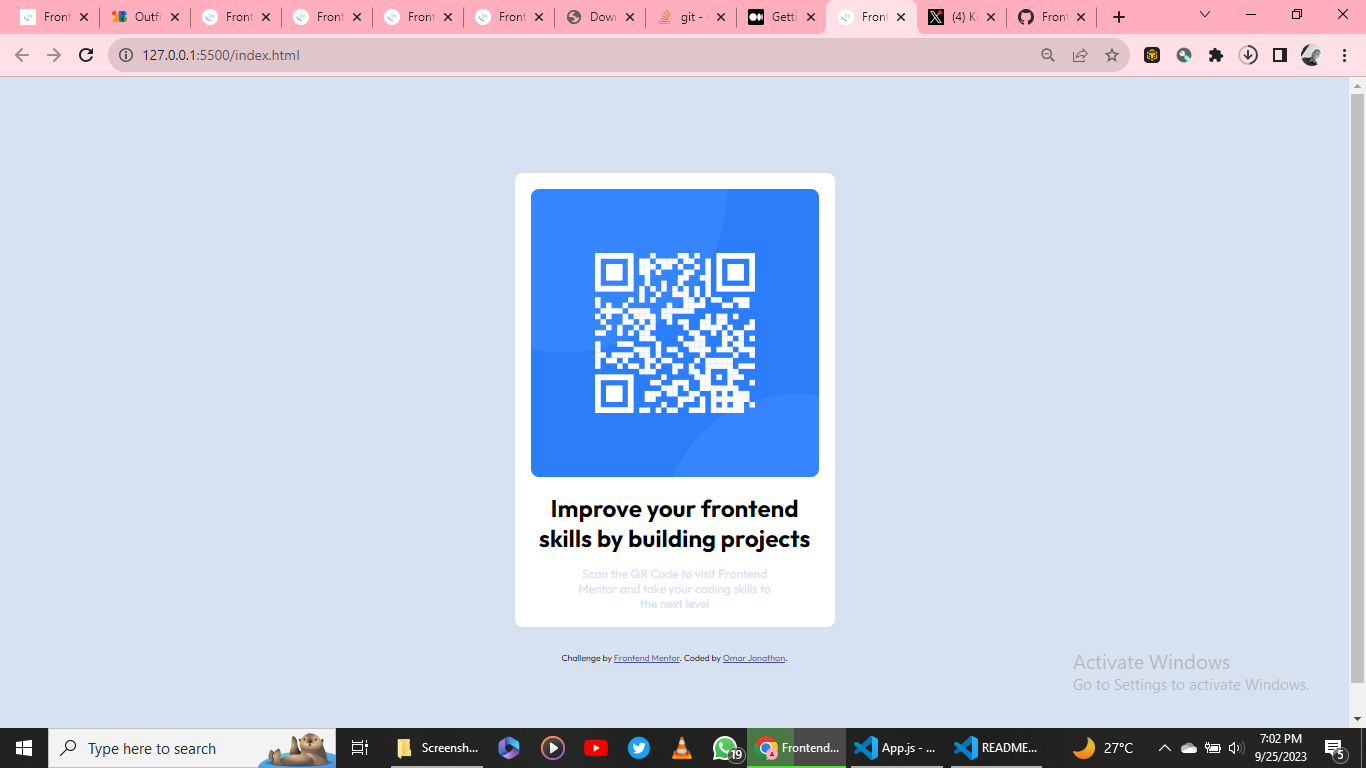 Front
Outfi
Front
Front
Front
Front
Down
git -
Getti
Front
(4) Ki
Front
127.0.0.1:5500/index.html
Improve your frontend
skills by building projects
Scan the QR Code to visit Frontend
Mentor and take your coding skills to
the next level
Challenge by Frontend Mentor. Coded by Omar Jonathan.
Activate Windows
Go to Settings to activate Windows.
Type here to search
Screensh...
19
Frontend...
App.js - ...
README...
27°C
7:02 PM
9/25/2023
5